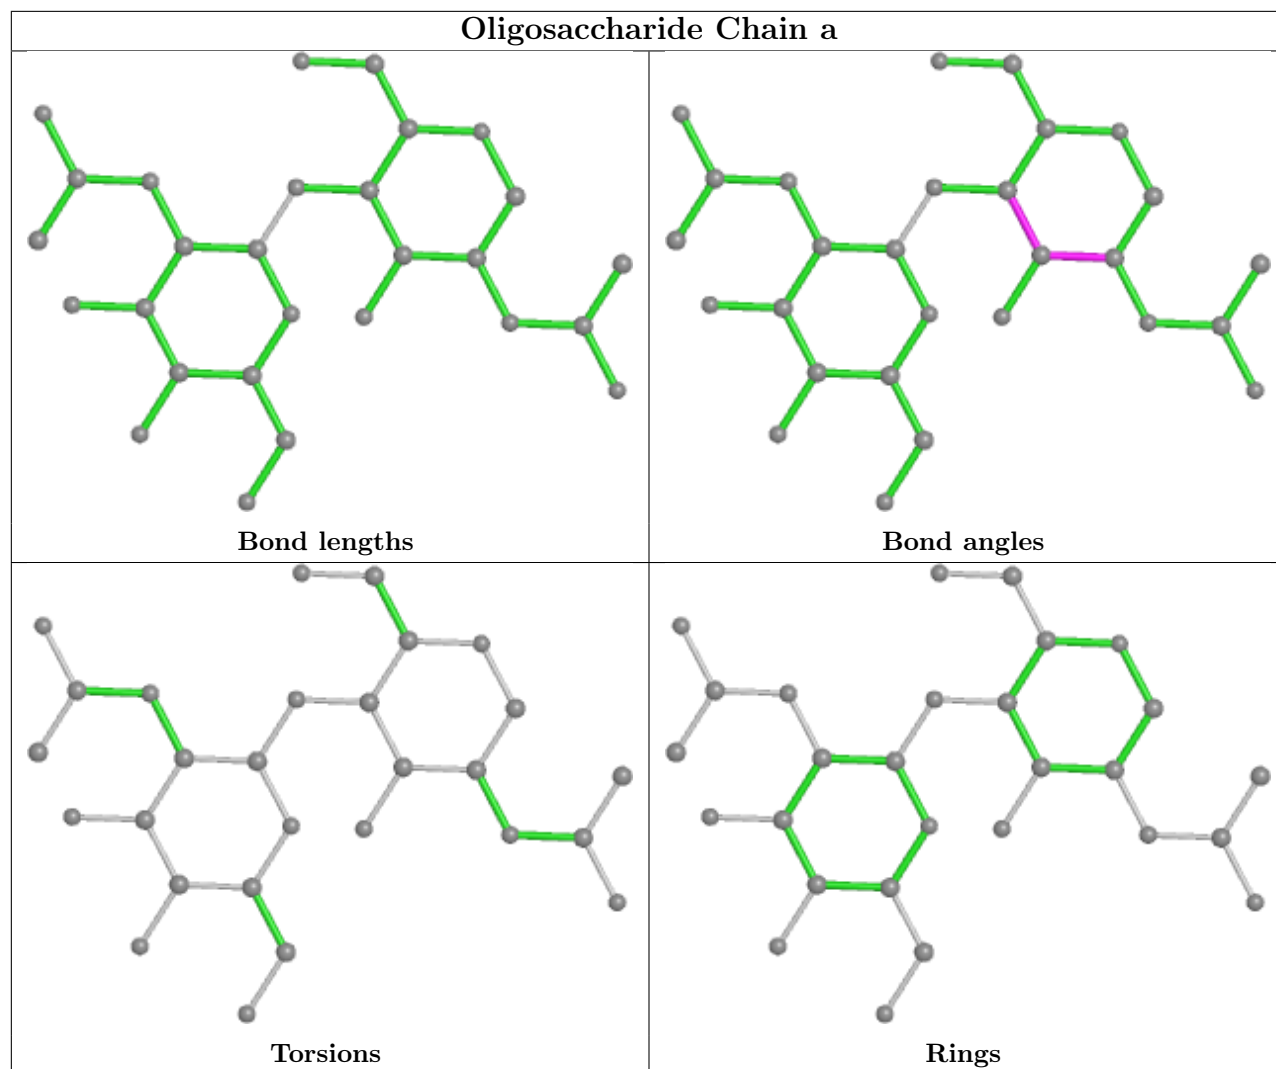 Oligosaccharide Chain a
Bond lengths
Bond angles
Torsions
Rings